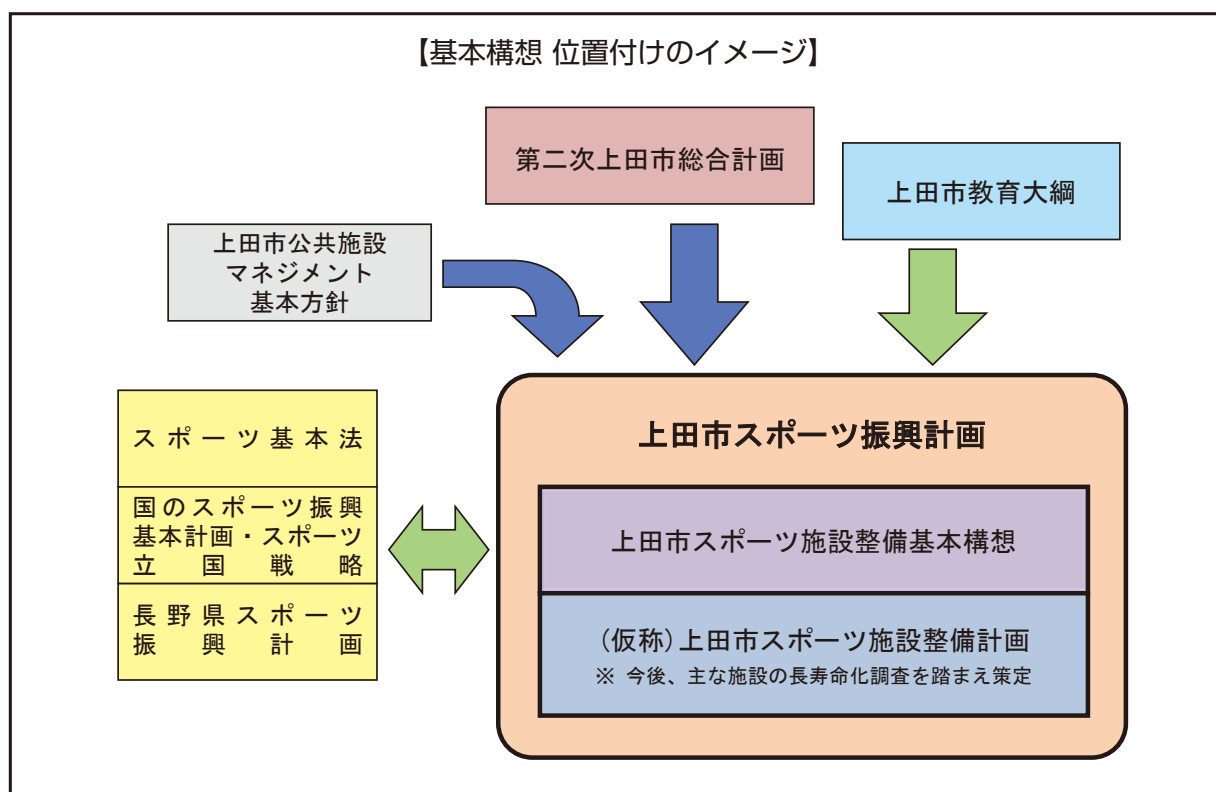 【基本構想 位置付けのイメージ】
第二次上田市総合計画
上田市教育大綱
上田市公共施設
マネジメント
基本方針
スポーツ基本法
国のスポーツ振興
基本計画・スポーツ
立国戦略
長野県スポーツ
振興計画
上田市スポーツ振興計画
上田市スポーツ施設整備基本構想
(仮称)上田市スポーツ施設整備計画
※ 今後、主な施設の長寿命化調査を踏まえ策定